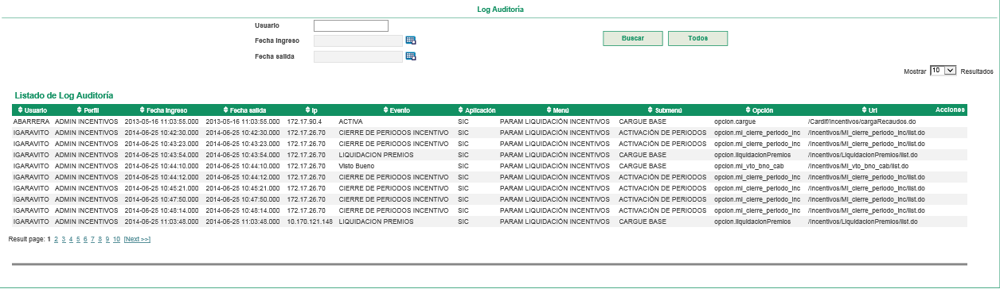 Log Auditoría
Usuario
Fecha Ingreso
Buscar Todos
Fecha salida
Mostrar 10 Resultados
Listado de Log Auditoría
Usuario Perfil Fecha Ingreso Fecha salida Ip Evento Aplicación Menú Submenú Opción Url Acciones
ABARRERA ADMIN INCENTIVOS 2013-05-16 11:03:55.000 2013-05-16 11:03:55.000 172.17.90.4 ACTIVA SIC PARAM LIQUIDACIÓN INCENTIVOS CARGUE BASE opcion.cargue /Cardif/incentivos/cargaRecaudos.do
IGARAVITO ADMIN INCENTIVOS 2014-06-25 10:42:30.000 2014-06-25 10:42:30.000 172.17.26.70 CIERRE DE PERIODOS INCENTIVO SIC PARAM LIQUIDACIÓN INCENTIVOS ACTIVACIÓN DE PERIODOS opcion.mi_cierre_periodo_inc /incentivos/MI_cierre_periodo_inc/list.do
IGARAVITO ADMIN INCENTIVOS 2014-06-25 10:43:23.000 2014-06-25 10:43:23.000 172.17.26.70 CIERRE DE PERIODOS INCENTIVO SIC PARAM LIQUIDACIÓN INCENTIVOS ACTIVACIÓN DE PERIODOS opcion.mi_cierre_periodo_inc /incentivos/MI_cierre_periodo_inc/list.do
IGARAVITO ADMIN INCENTIVOS 2014-06-25 10:43:54.000 2014-06-25 10:43:54.000 172.17.26.70 LIQUIDACION PREMIOS SIC PARAM LIQUIDACIÓN INCENTIVOS CARGUE BASE opcion.liquidacionPremios /incentivos/LiquidacionPremios/list.do
IGARAVITO ADMIN INCENTIVOS 2014-06-25 10:44:10.000 2014-06-25 10:44:10.000 172.17.26.70 Visto Bueno SIC PARAM LIQUIDACIÓN INCENTIVOS CARGUE BASE opcion.mi_vto_bno_cab /incentivos/MI_vto_bno_cab/list.do
IGARAVITO ADMIN INCENTIVOS 2014-06-25 10:44:12.000 2014-06-25 10:44:12.000 172.17.26.70 CIERRE DE PERIODOS INCENTIVO SIC PARAM LIQUIDACIÓN INCENTIVOS ACTIVACIÓN DE PERIODOS opcion.mi_cierre_periodo_inc /incentivos/MI_cierre_periodo_inc/list.do
IGARAVITO ADMIN INCENTIVOS 2014-06-25 10:45:21.000 2014-06-25 10:45:21.000 172.17.26.70 CIERRE DE PERIODOS INCENTIVO SIC PARAM LIQUIDACIÓN INCENTIVOS ACTIVACIÓN DE PERIODOS opcion.mi_cierre_periodo_inc /incentivos/MI_cierre_periodo_inc/list.do
IGARAVITO ADMIN INCENTIVOS 2014-06-25 10:47:50.000 2014-06-25 10:47:50.000 172.17.26.70 CIERRE DE PERIODOS INCENTIVO SIC PARAM LIQUIDACIÓN INCENTIVOS ACTIVACIÓN DE PERIODOS opcion.mi_cierre_periodo_inc /incentivos/MI_cierre_periodo_inc/list.do
IGARAVITO ADMIN INCENTIVOS 2014-06-25 10:48:14.000 2014-06-25 10:48:14.000 172.17.26.70 CIERRE DE PERIODOS INCENTIVO SIC PARAM LIQUIDACIÓN INCENTIVOS ACTIVACIÓN DE PERIODOS opcion.mi_cierre_periodo_inc /incentivos/MI_cierre_periodo_inc/list.do
IGARAVITO ADMIN INCENTIVOS 2014-06-25 11:03:48.000 2014-06-25 11:03:48.000 10.170.121.148 LIQUIDACION PREMIOS SIC PARAM LIQUIDACIÓN INCENTIVOS CARGUE BASE opcion.liquidacionPremios /incentivos/LiquidacionPremios/list.do
Result page: 1 2 3 4 5 6 7 8 9 10 [Next >>]